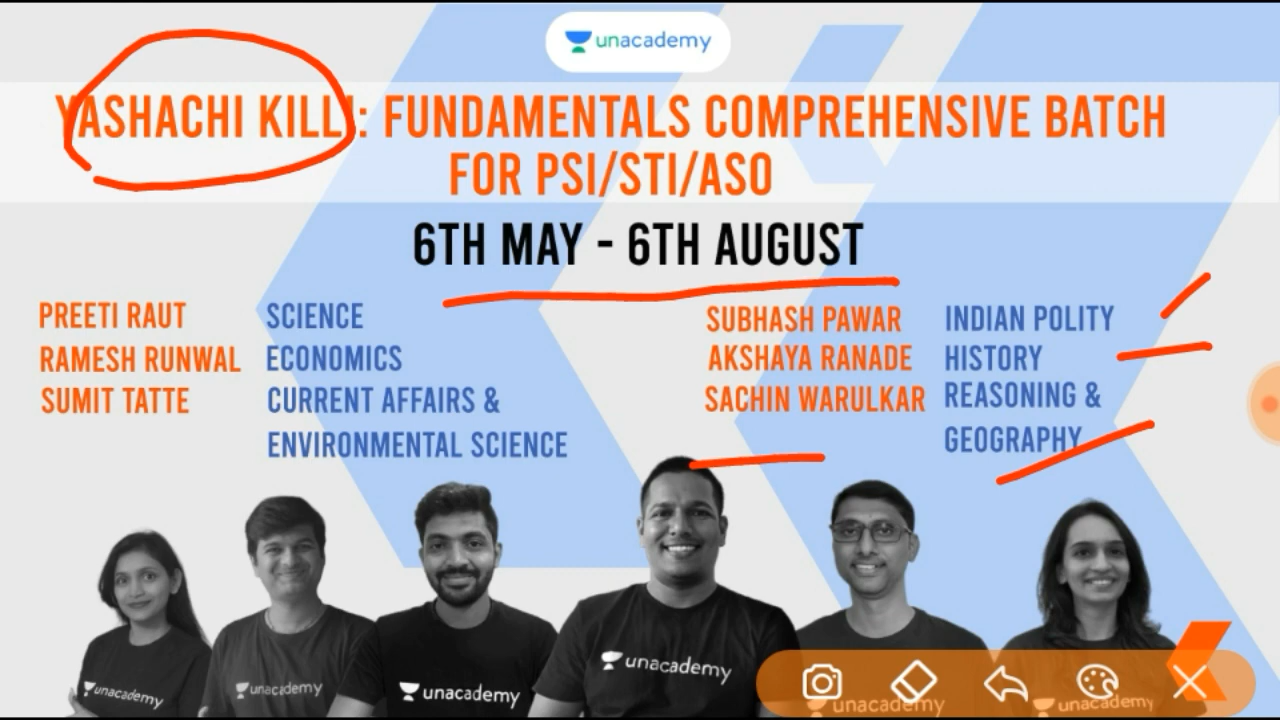 unacademy
YASHACHI KILLI: FUNDAMENTALS COMPREHENSIVE BATCH
FOR PSI/STI/ASO
6TH MAY - 6TH AUGUST
PREETI RAUT SCIENCE
RAMESH RUNWAL ECONOMICS
SUMIT TATTE CURRENT AFFAIRS &
ENVIRONMENTAL SCIENCE
SUBHASH PAWAR INDIAN POLITY
AKSHAYA RANADE HISTORY
SACHIN WARULKAR REASONING &
GEOGRAPHY
unacademy unacademy unacademy unacademy unacademy unacademy